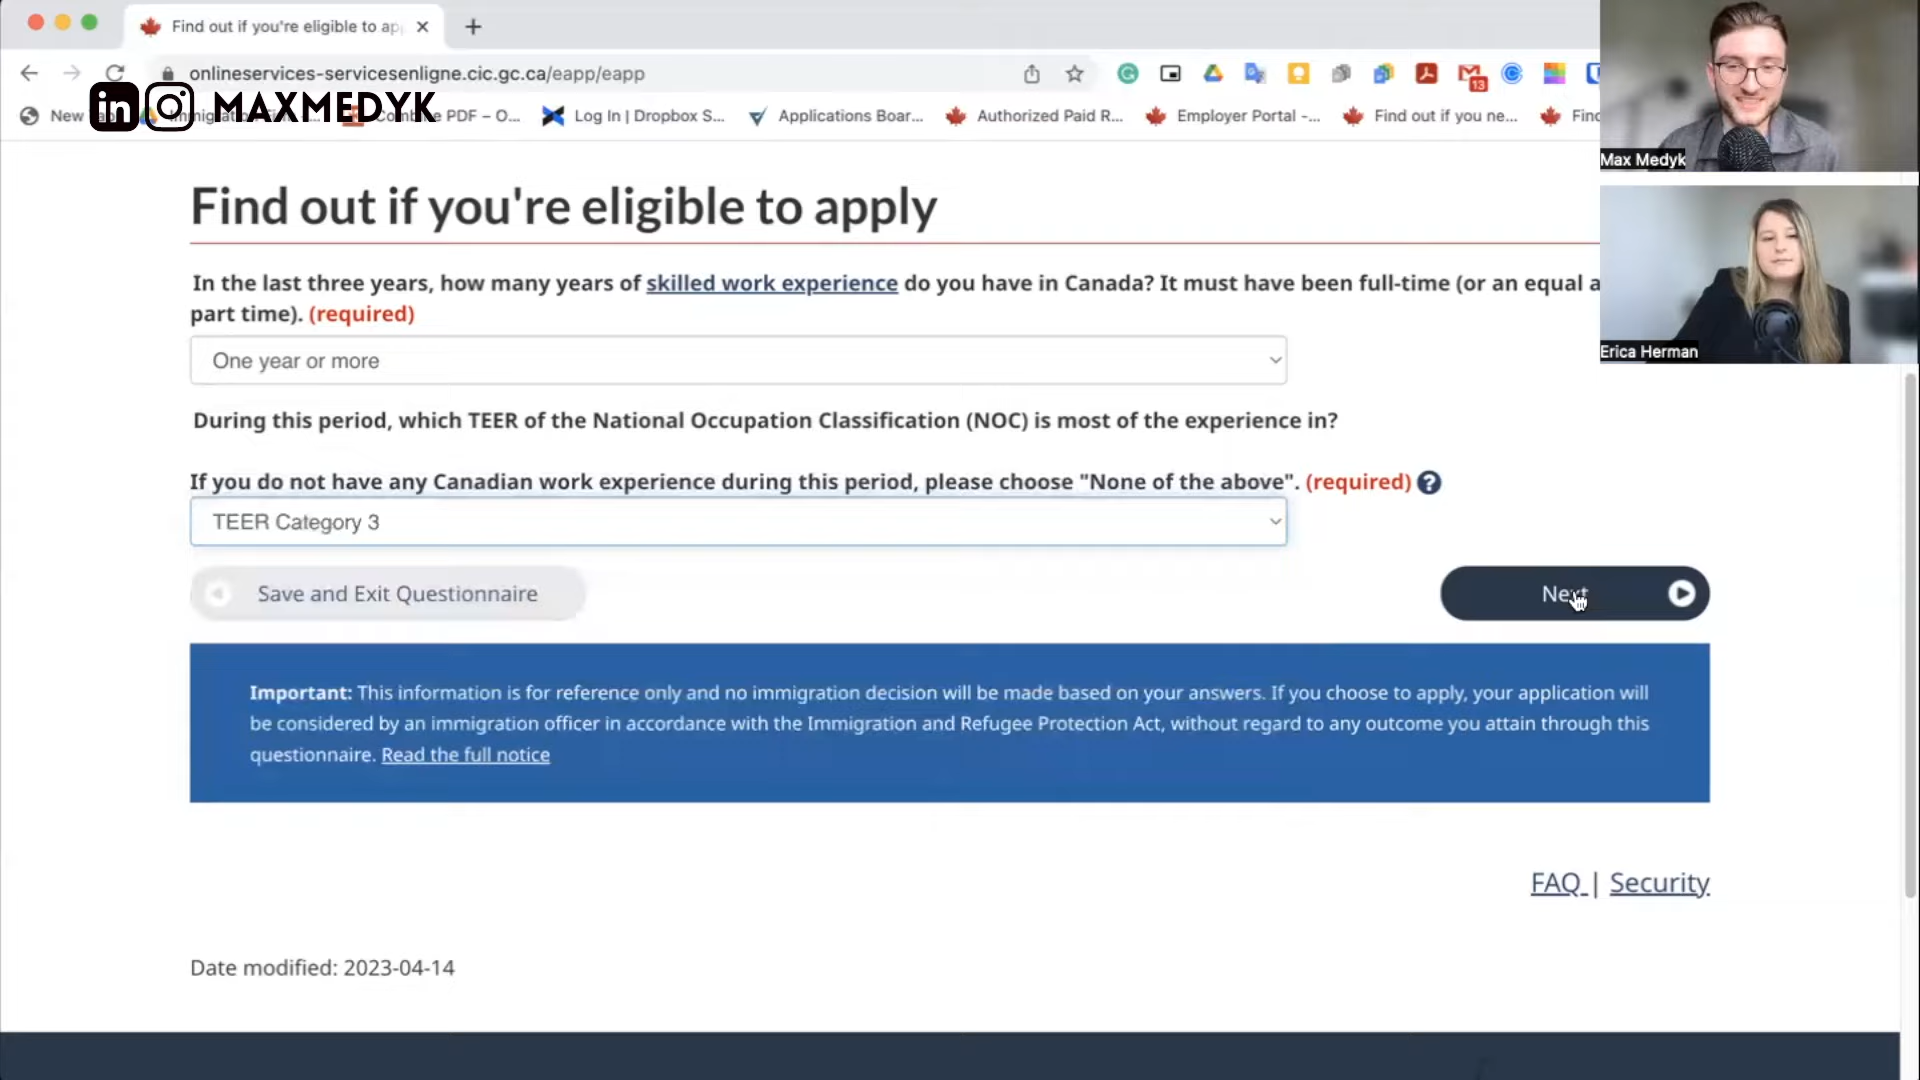 Find out if you're eligible to ap
onlineservices-servicesenligne.cic.gc.ca/eapp/eapp
13
in MAXMEDYK
New
PDF – O...
Log In | Dropbox S...
Applications Boar...
Authorized Paid R...
Employer Portal -...
Find out if you ne...
Max Medyk
Erica Herman
Find out if you're eligible to apply
In the last three years, how many years of skilled work experience do you have in Canada? It must have been full-time (or an equal a
part time). (required)
One year or more
During this period, which TEER of the National Occupation Classification (NOC) is most of the experience in?
If you do not have any Canadian work experience during this period, please choose "None of the above". (required) ?
TEER Category 3
Save and Exit Questionnaire
Next
Important: This information is for reference only and no immigration decision will be made based on your answers. If you choose to apply, your application will
be considered by an immigration officer in accordance with the Immigration and Refugee Protection Act, without regard to any outcome you attain through this
questionnaire. Read the full notice
FAQ | Security
Date modified: 2023-04-14